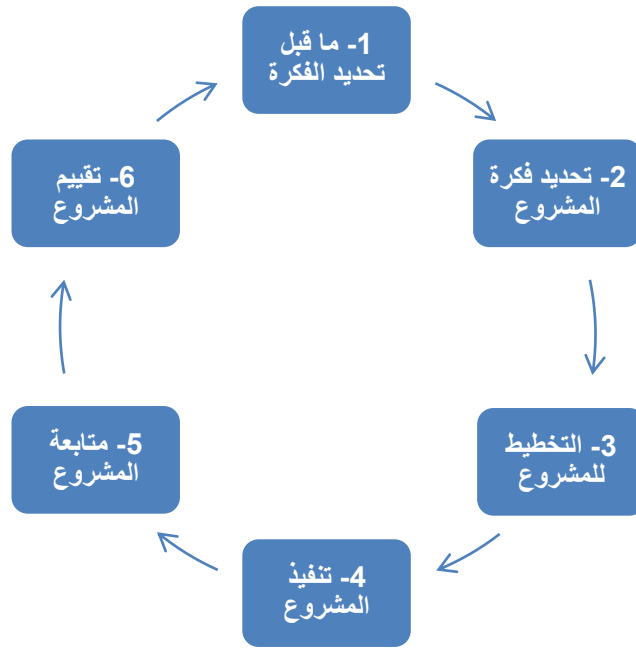 1- ما قبل
تحديد الفكرة
2- تحديد فكرة
المشروع
3- التخطيط
للمشروع
4- تنفيذ
المشروع
5- متابعة
المشروع
6- تقييم
المشروع